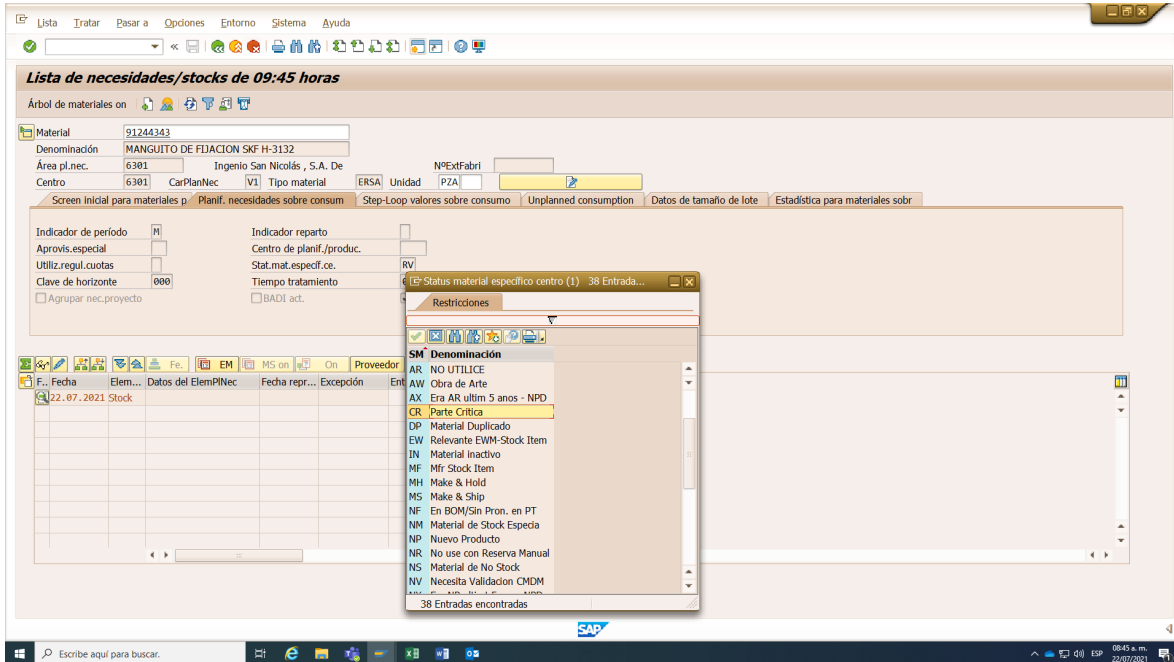 Lista Tratar Pasar a Opciones Entorno Sistema Ayuda
Lista de necesidades/stocks de 09:45 horas
Árbol de materiales on
Material 91244343
Denominación MANGUITO DE FIJACION SKF H-3132
Área pl.nec. 6301 Ingenio San Nicolás , S.A. De NºExtFabri
Centro 6301 CarPlanNec V1 Tipo material ERSA Unidad PZA
Screen inicial para materiales p Planif. necesidades sobre consum Step-Loop valores sobre consumo Unplanned consumption Datos de tamaño de lote Estadística para materiales sobr
Indicador de período M Indicador reparto
Aprovis.especial Centro de planif./produc.
Utiliz.regul.cuotas Stat.mat.específ.ce. RV
Clave de horizonte 000 Tiempo tratamiento
Agrupar nec.proyecto BADI act.
Status material específico centro (1) 38 Entrada...
Restricciones
SM Denominación
AR NO UTILICE
AW Obra de Arte
AX Era AR ultim 5 anos - NPD
CR Parte Critica
DP Material Duplicado
EW Relevante EWM-Stock Item
IN Material inactivo
MF Mfr Stock Item
MH Make & Hold
MS Make & Ship
NF En BOM/Sin Pron. en PT
NM Material de Stock Especia
NP Nuevo Producto
NR No use con Reserva Manual
NS Material de No Stock
NV Necesita Validacion CMDM
38 Entradas encontradas
Fe. EM MS on On Proveedor
F.. Fecha Elem... Datos del ElemPlNec Fecha repr... Excepción Ent
22.07.2021 Stock
SAP
Escribe aquí para buscar.
ESP 08:45 a. m.
22/07/2021